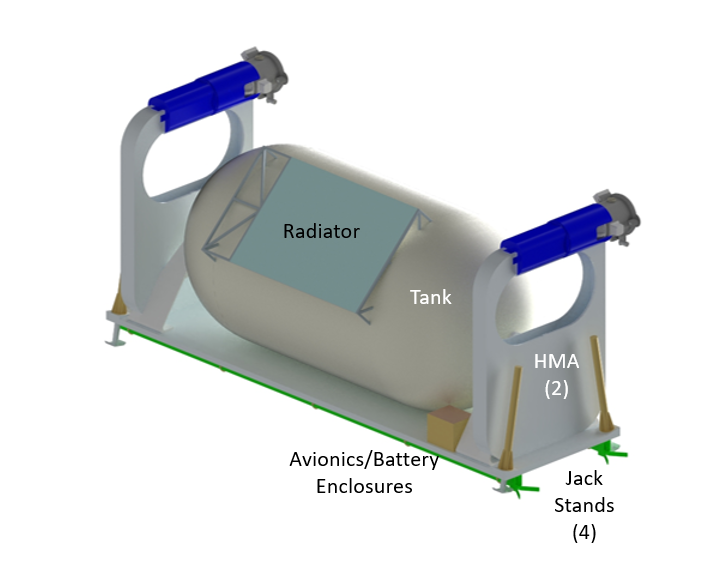 Radiator
Tank
HMA
(2)
Avionics/Battery
Enclosures
Jack
Stands
(4)